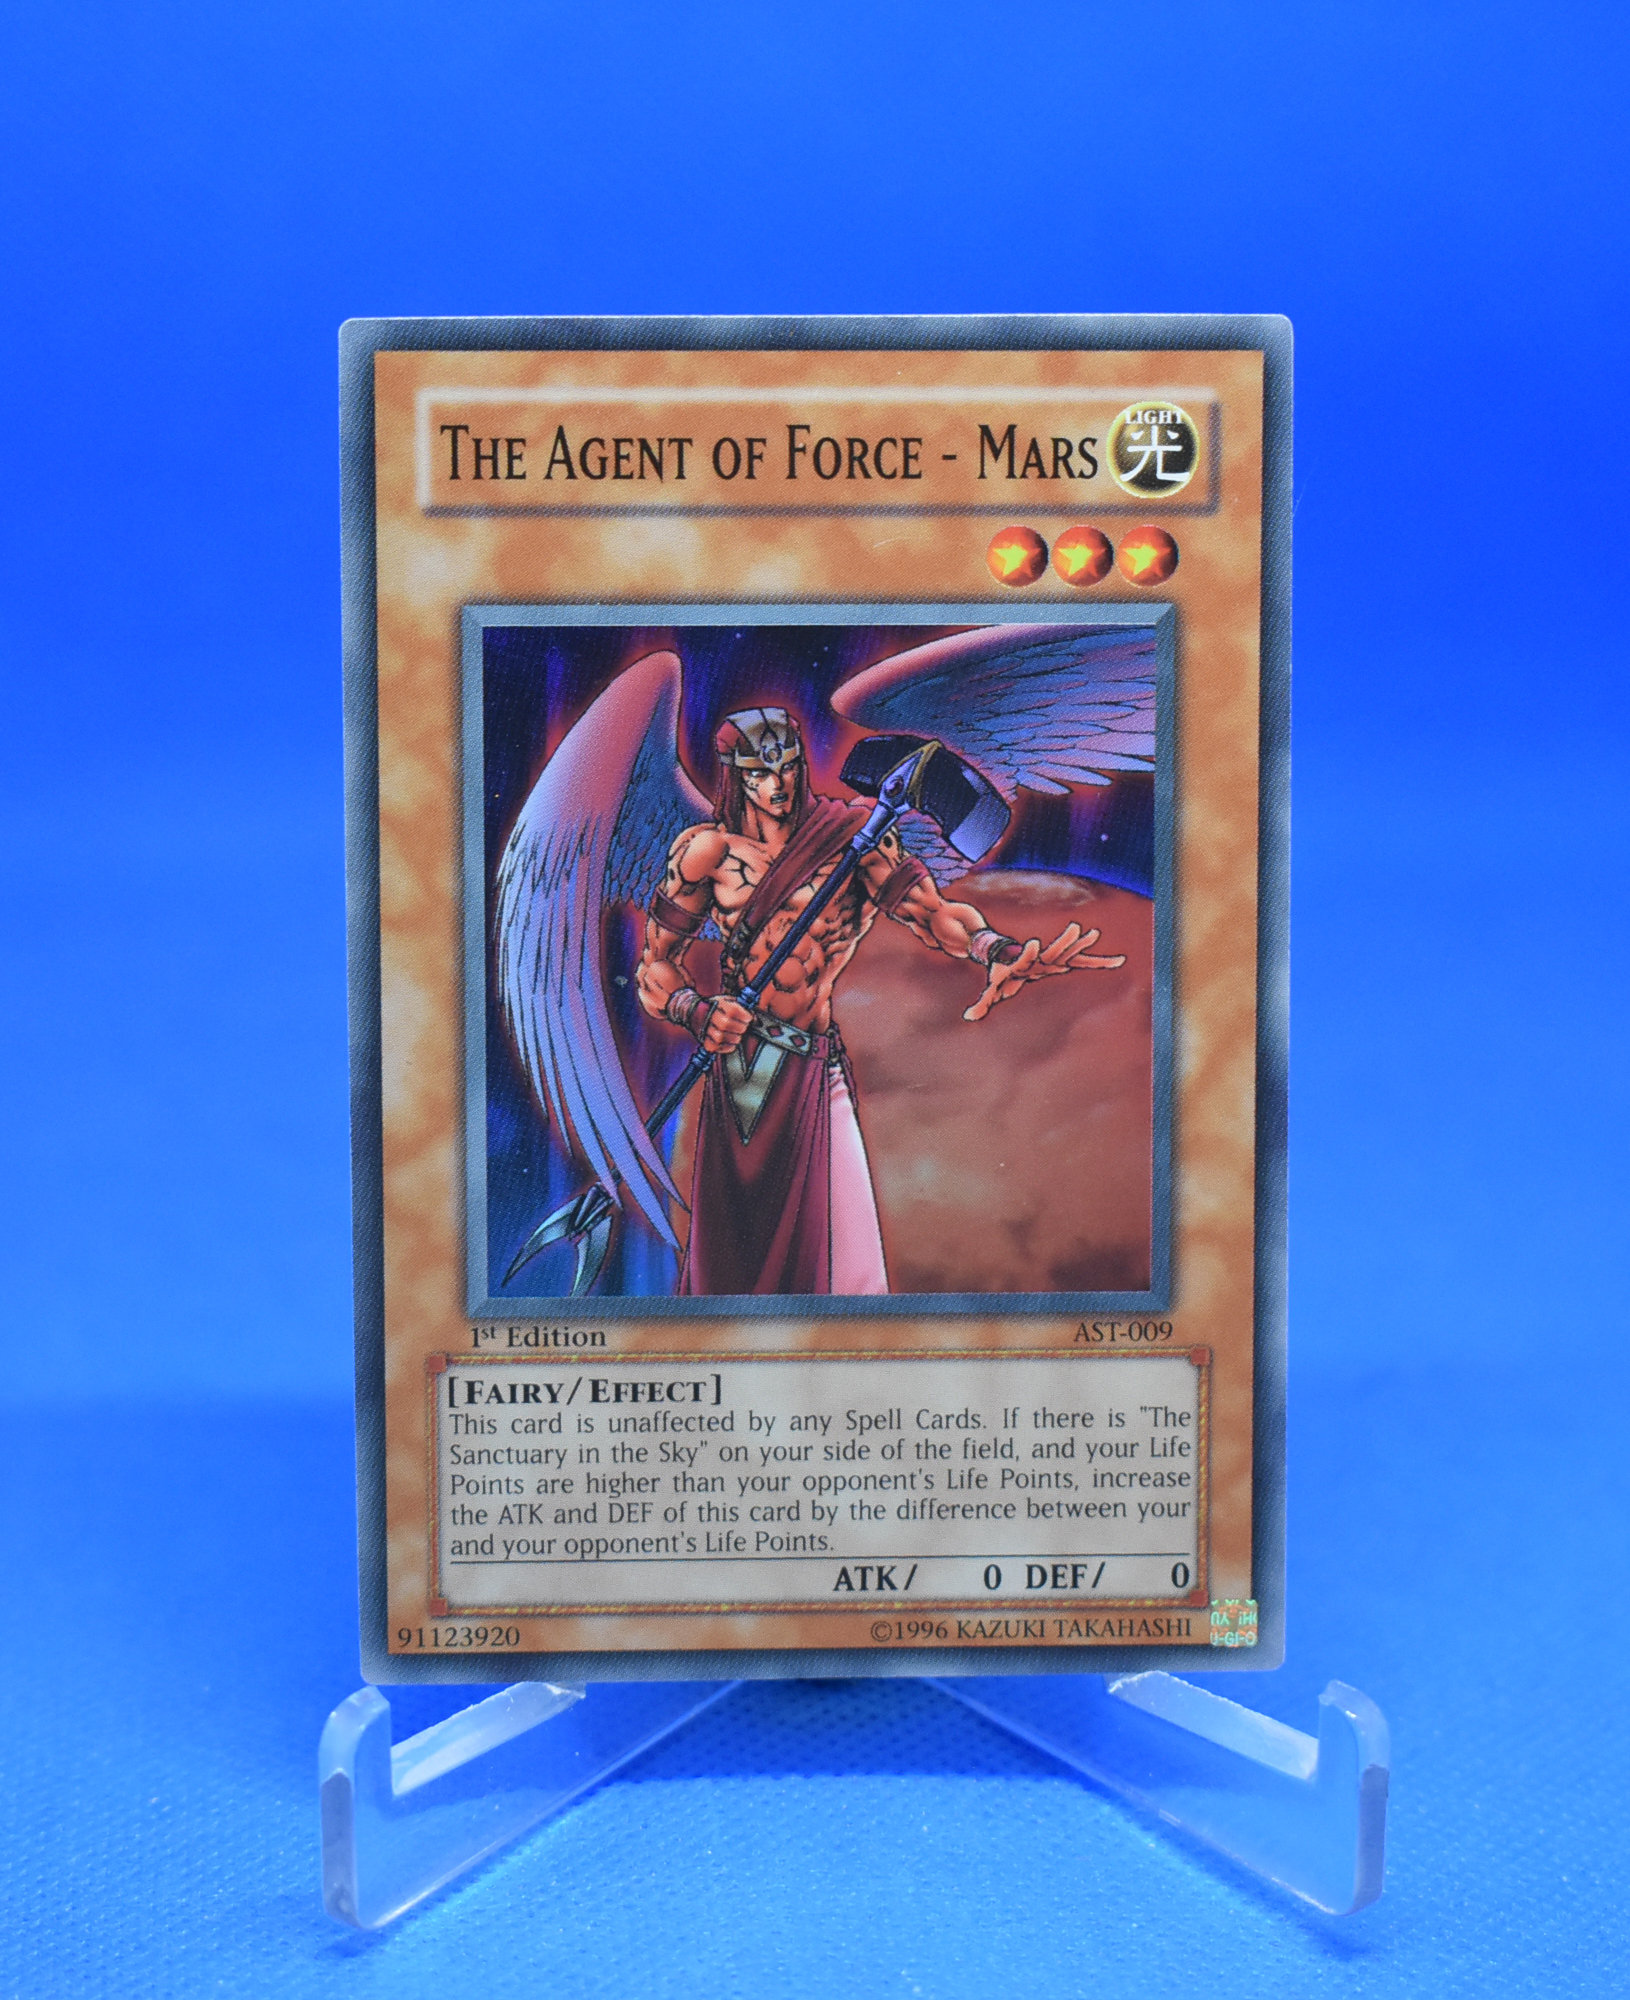 The Agent of Force - Mars
LIGHT
光
1st Edition
AST-009
[Fairy/Effect]
This card is unaffected by any Spell Cards. If there is "The
Sanctuary in the Sky" on your side of the field, and your Life
Points are higher than your opponent's Life Points, increase
the ATK and DEF of this card by the difference between your
and your opponent's Life Points.
ATK/ 0 DEF/ 0
91123920
©1996 KAZUKI TAKAHASHI